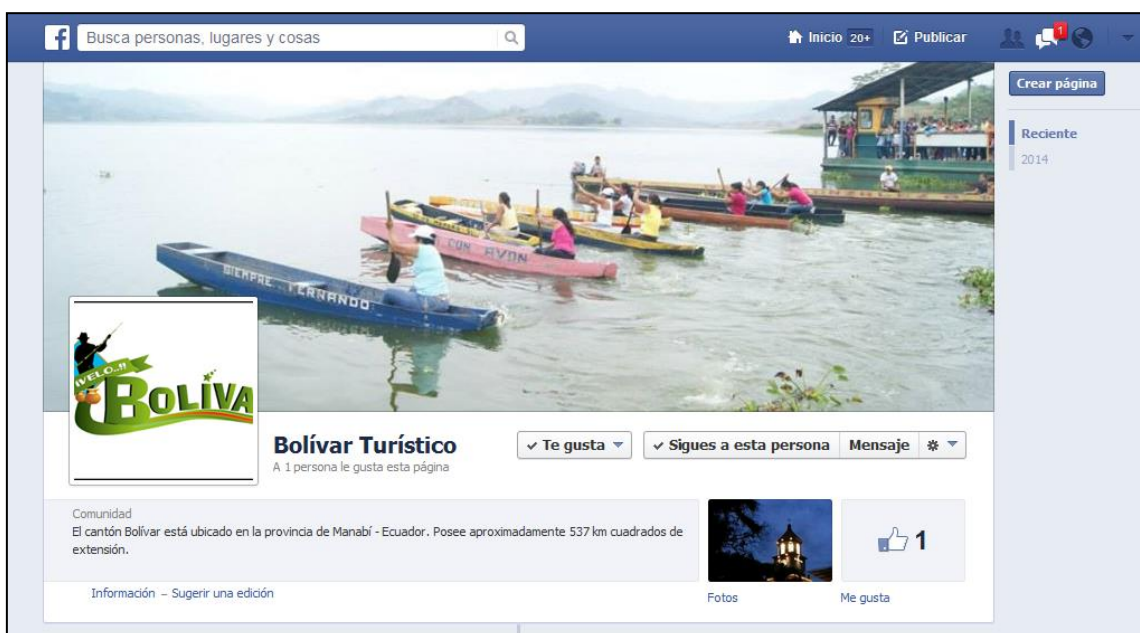 f Busca personas, lugares y cosas Inicio 20+ Publicar 1
Crear página
Reciente
2014
CON AVON
SIEMPRE FERNANDO
¡VELO..!!
BOLÍVA
Bolívar Turístico
Te gusta Sigues a esta persona Mensaje
A 1 persona le gusta esta página
Comunidad
El cantón Bolívar está ubicado en la provincia de Manabí - Ecuador. Posee aproximadamente 537 km cuadrados de
extensión.
1
Información – Sugerir una edición
Fotos Me gusta